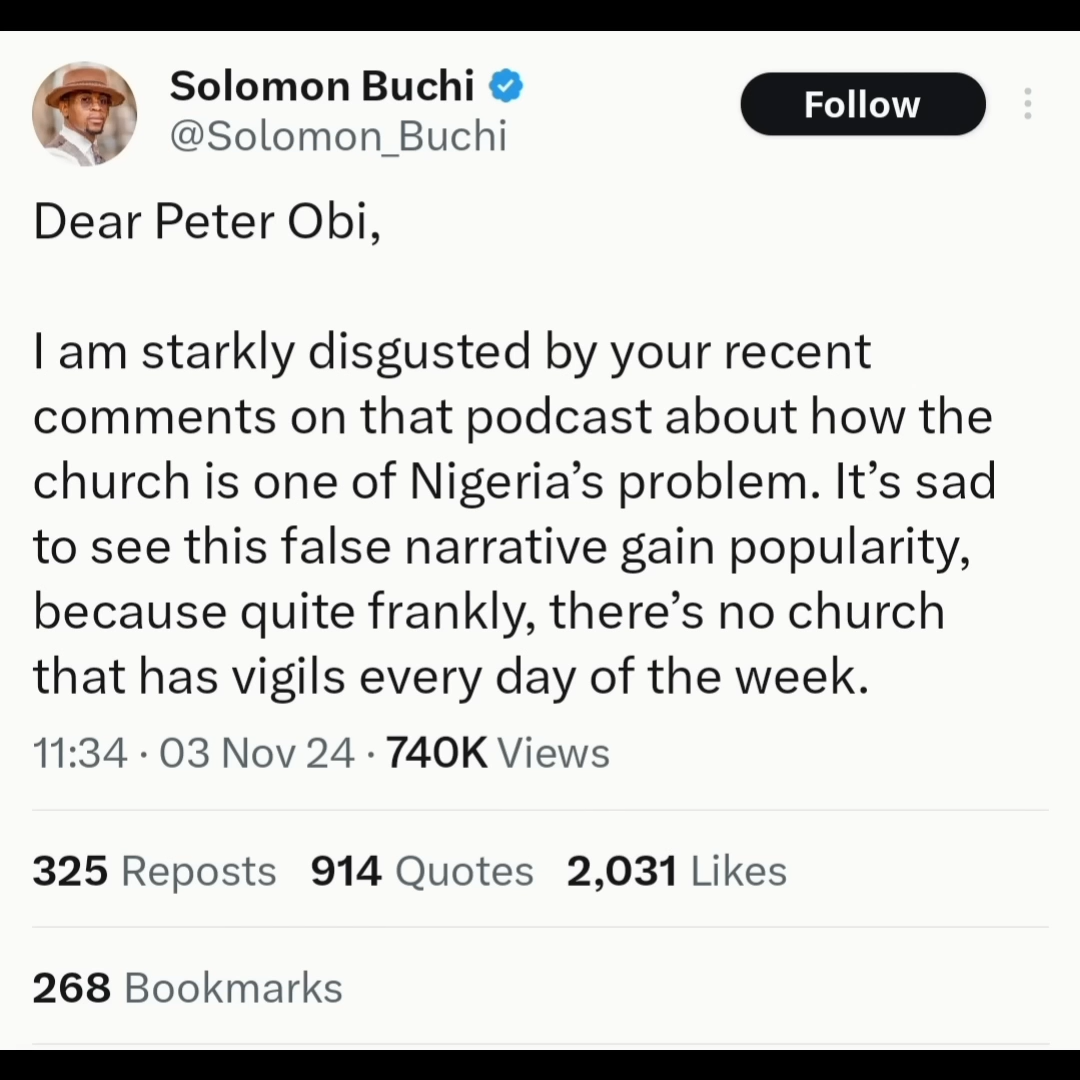 Solomon Buchi
@Solomon_Buchi
Follow
Dear Peter Obi,
I am starkly disgusted by your recent
comments on that podcast about how the
church is one of Nigeria’s problem. It’s sad
to see this false narrative gain popularity,
because quite frankly, there’s no church
that has vigils every day of the week.
11:34 · 03 Nov 24 · 740K Views
325 Reposts 914 Quotes 2,031 Likes
268 Bookmarks